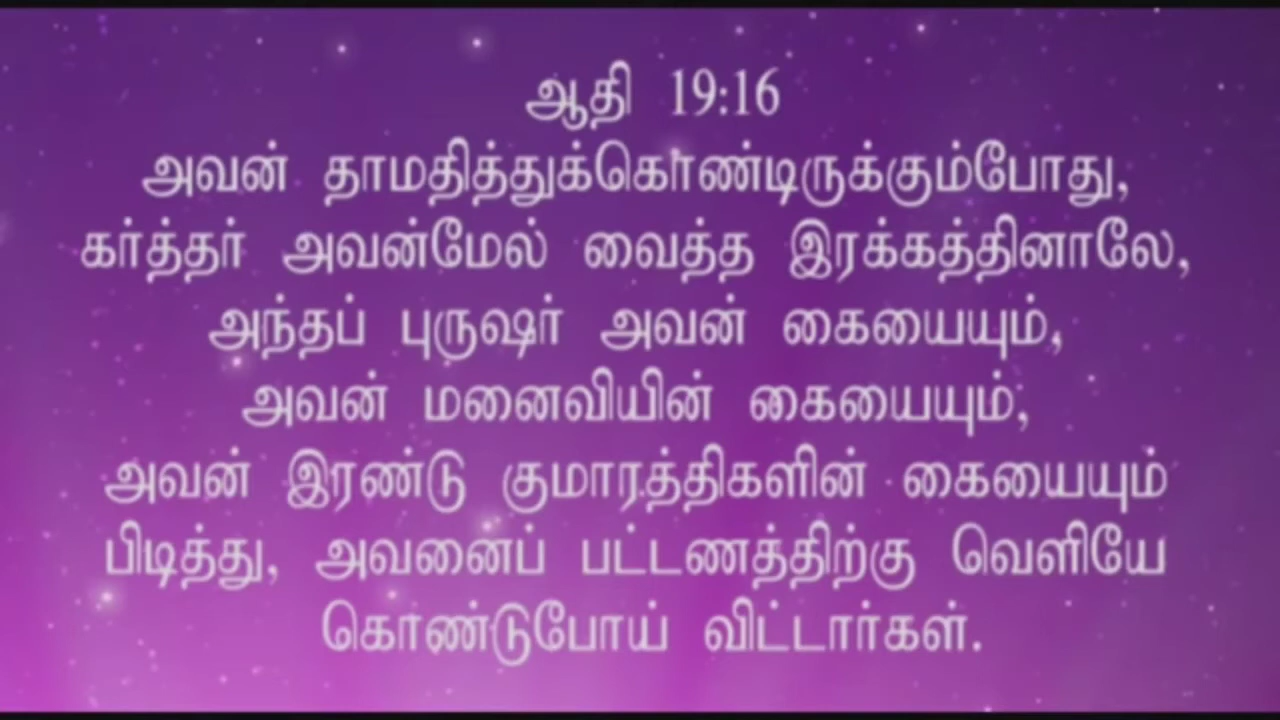 ஆதி 19:16
அவன் தாமதித்துக்கொண்டிருக்கும்போது,
கர்த்தர் அவன்மேல் வைத்த இரக்கத்தினாலே,
அந்தப் புருஷர் அவன் கையையும்,
அவன் மனைவியின் கையையும்,
அவன் இரண்டு குமாரத்திகளின் கையையும்
பிடித்து, அவனைப் பட்டணத்திற்கு வெளியே
கொண்டுபோய் விட்டார்கள்.